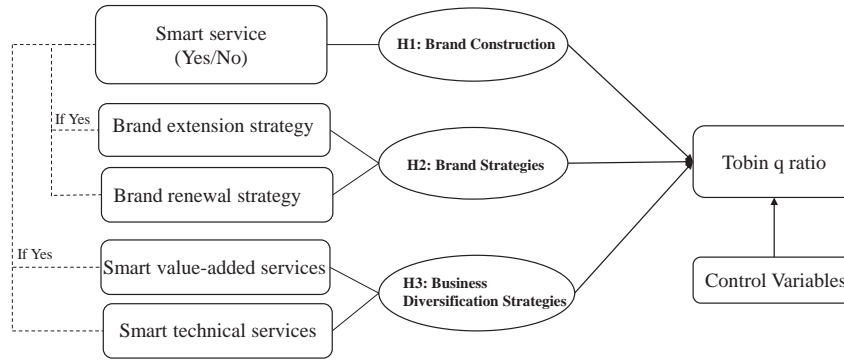 Smart service
(Yes/No)
H1: Brand Construction
If Yes
Brand extension strategy
H2: Brand Strategies
Tobin q ratio
Brand renewal strategy
If Yes
Smart value-added services
H3: Business
Diversification Strategies
Control Variables
Smart technical services